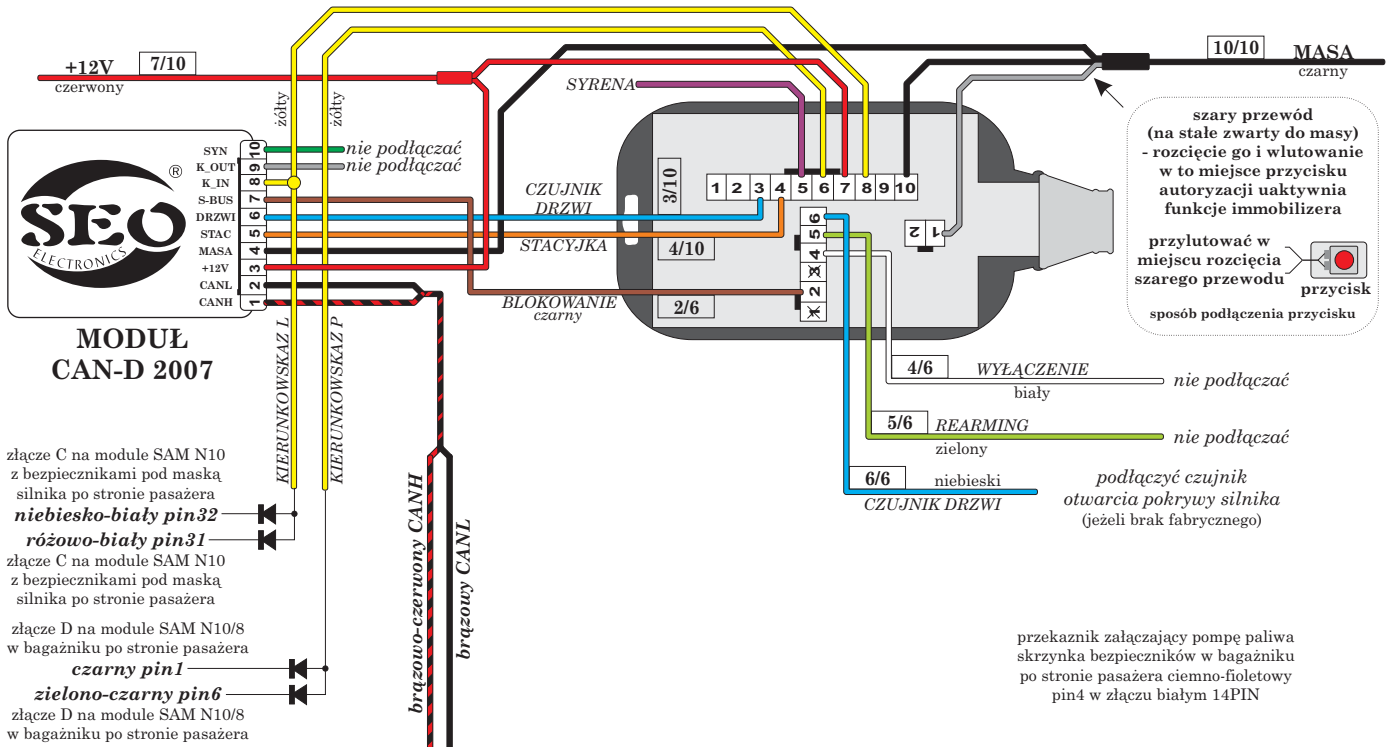 +12V
czerwony
7/10
żółty
żółty
SEO
ELECTRONICS
®
MODUŁ
CAN-D 2007
SYN 10
K_OUT 9
K_IN 8
S-BUS 7
DRZWI 6
STAC 5
MASA 4
+12V 3
CANL 2
CANH 1
nie podłączać
nie podłączać
SYRENA
CZUJNIK
DRZWI
3/10
STACYJKA
4/10
BLOKOWANIE
czarny
2/6
1 2 3 4 5 6 7 8 9 10
6
5
4
3
2
1
2 1
10/10
MASA
czarny
szary przewód
(na stałe zwarty do masy)
- rozcięcie go i wlutowanie
w to miejsce przycisku
autoryzacji uaktywnia
funkcje immobilizera
przylutować w
miejscu rozcięcia
szarego przewodu
przycisk
sposób podłączenia przycisku
4/6
WYŁĄCZENIE
biały
nie podłączać
5/6
REARMING
zielony
nie podłączać
6/6
niebieski
CZUJNIK DRZWI
podłączyć czujnik
otwarcia pokrywy silnika
(jeżeli brak fabrycznego)
KIERUNKOWSKAZ L
KIERUNKOWSKAZ P
złącze C na module SAM N10
z bezpiecznikami pod maską
silnika po stronie pasażera
niebiesko-biały pin32
różowo-biały pin31
złącze C na module SAM N10
z bezpiecznikami pod maską
silnika po stronie pasażera
złącze D na module SAM N10/8
w bagażniku po stronie pasażera
czarny pin1
zielono-czarny pin6
złącze D na module SAM N10/8
w bagażniku po stronie pasażera
brązowo-czerwony CANH
brązowy CANL
przekaznik załączający pompę paliwa
skrzynka bezpieczników w bagażniku
po stronie pasażera ciemno-fioletowy
pin4 w złączu białym 14PIN